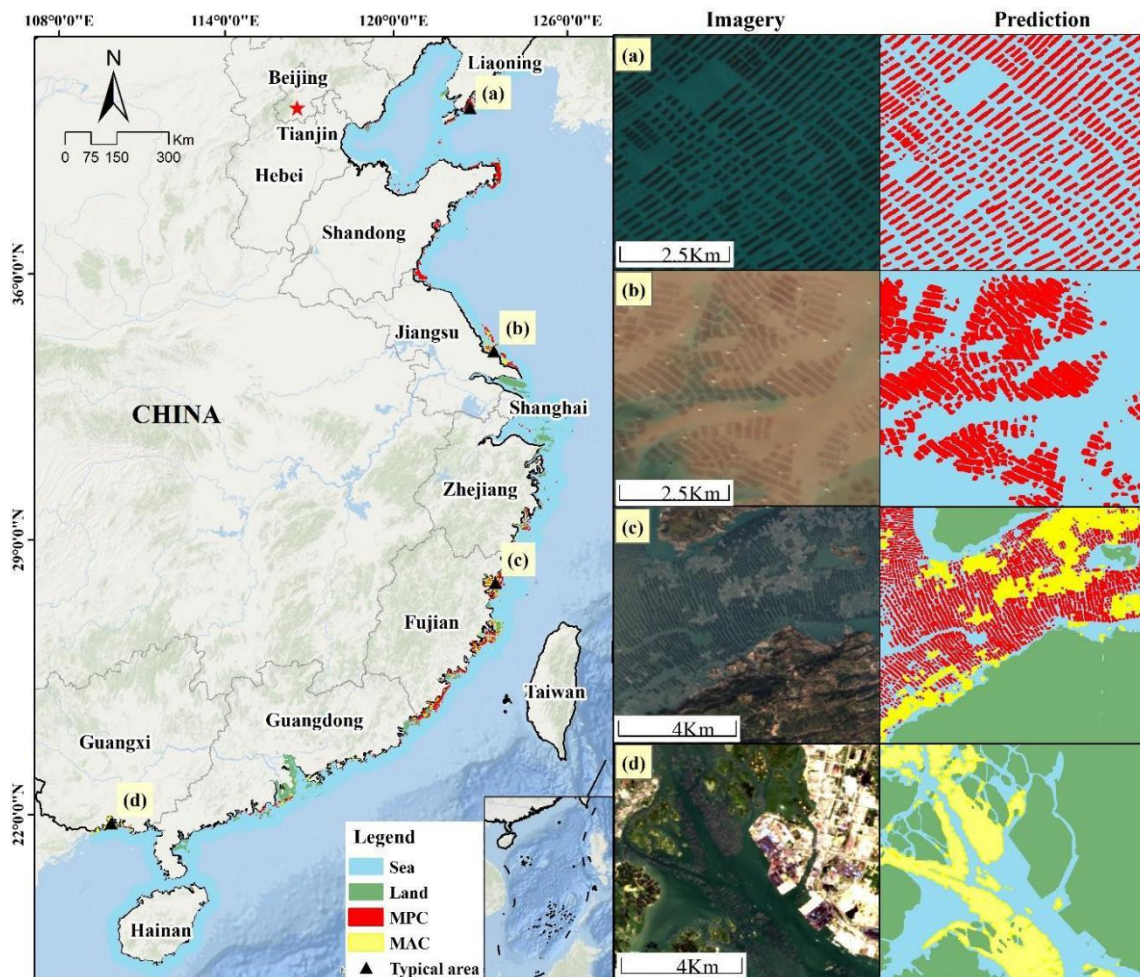 108°0'0"E
114°0'0"E
120°0'0"E
126°0'0"E
Imagery
Prediction
N
0 75 150 300 Km
Beijing
Tianjin
Hebei
Liaoning
(a)
Shandong
36°0'0"N
Jiangsu
(b)
Shanghai
CHINA
Zhejiang
29°0'0"N
(c)
Fujian
Taiwan
Guangdong
Guangxi
(d)
22°0'0"N
Hainan
Legend
Sea
Land
MPC
MAC
Typical area
(a)
2.5Km
(b)
2.5Km
(c)
4Km
(d)
4Km